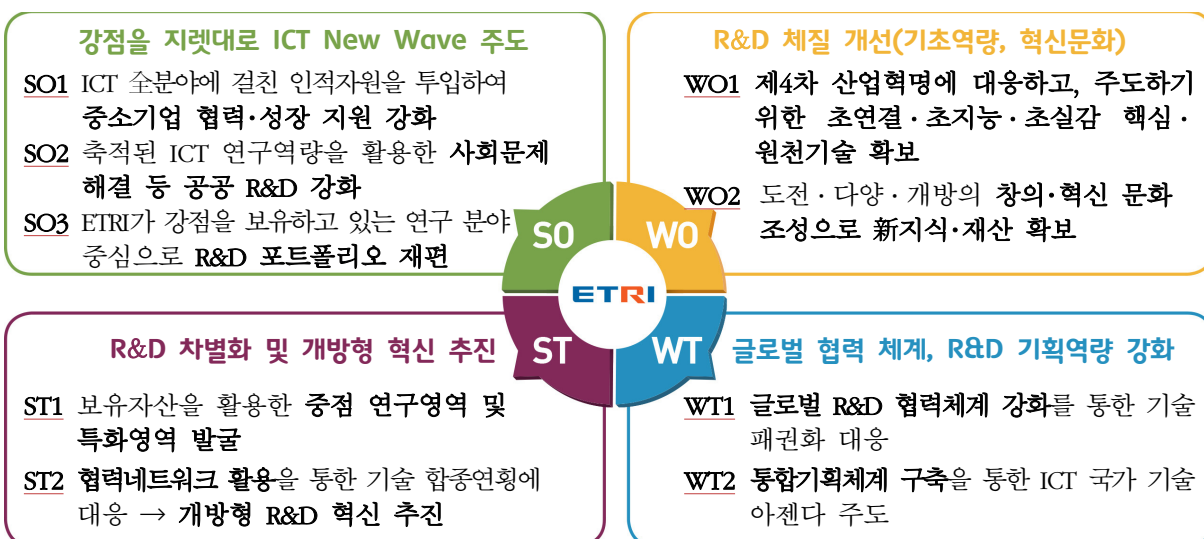 강점을 지렛대로 ICT New Wave 주도
SO1 ICT 全분야에 걸친 인적자원을 투입하여
중소기업 협력·성장 지원 강화
SO2 축적된 ICT 연구역량을 활용한 사회문제
해결 등 공공 R&D 강화
SO3 ETRI가 강점을 보유하고 있는 연구 분야
중심으로 R&D 포트폴리오 재편
R&D 체질 개선(기초역량, 혁신문화)
WO1 제4차 산업혁명에 대응하고, 주도하기
위한 초연결·초지능·초실감 핵심·
원천기술 확보
WO2 도전·다양·개방의 창의·혁신 문화
조성으로 新지식·재산 확보
SO
WO
ETRI
ST
WT
R&D 차별화 및 개방형 혁신 추진
ST1 보유자산을 활용한 중점 연구영역 및
특화영역 발굴
ST2 협력네트워크 활용을 통한 기술 합종연횡에
대응 → 개방형 R&D 혁신 추진
글로벌 협력 체계, R&D 기획역량 강화
WT1 글로벌 R&D 협력체계 강화를 통한 기술
패권화 대응
WT2 통합기획체계 구축을 통한 ICT 국가 기술
아젠다 주도